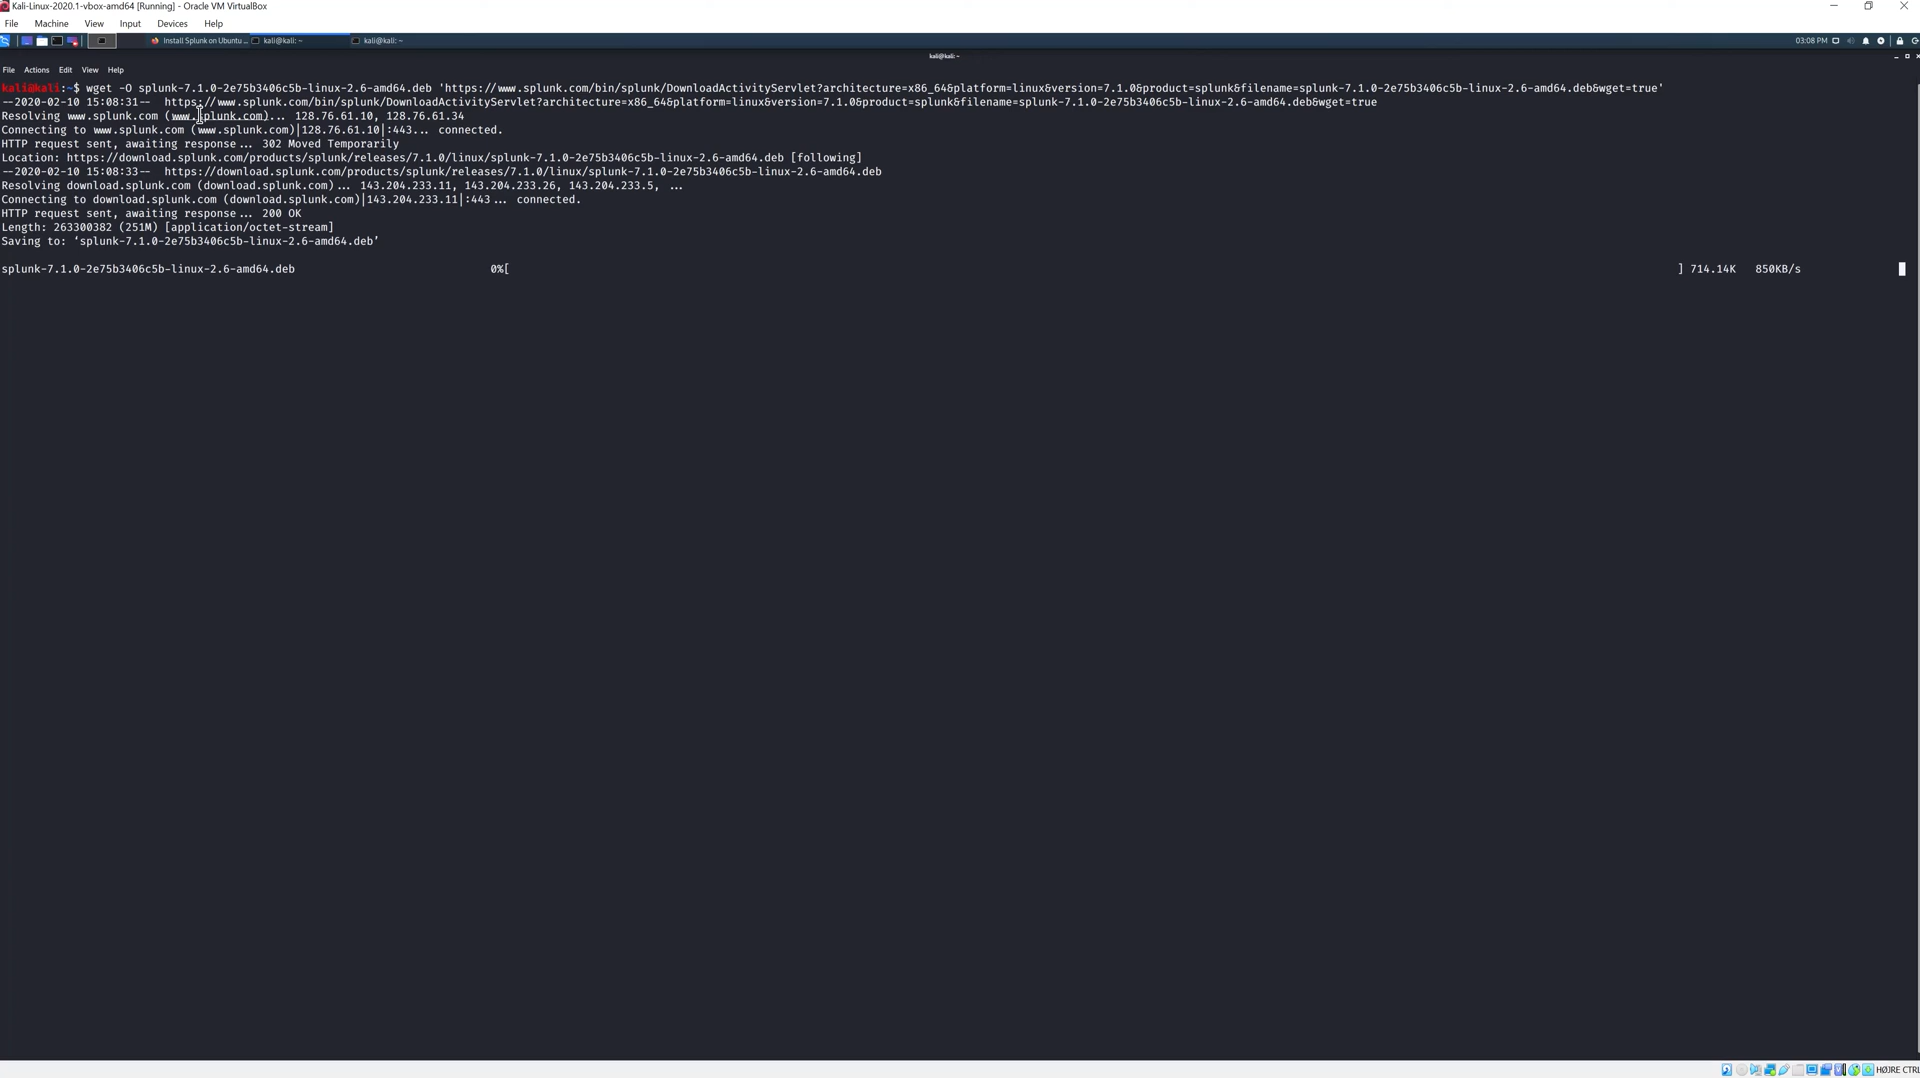 Kali-Linux-2020.1-vbox-amd64 [Running] - Oracle VM VirtualBox
File Machine View Input Devices Help
Install Splunk on Ubuntu ... kali@kali: ~ kali@kali: ~ 03:08 PM
kali@kali: ~
File Actions Edit View Help
kali@kali:~$ wget -O splunk-7.1.0-2e75b3406c5b-linux-2.6-amd64.deb 'https://www.splunk.com/bin/splunk/DownloadActivityServlet?architecture=x86_64&platform=linux&version=7.1.0&product=splunk&filename=splunk-7.1.0-2e75b3406c5b-linux-2.6-amd64.deb&wget=true'
--2020-02-10 15:08:31-- https://www.splunk.com/bin/splunk/DownloadActivityServlet?architecture=x86_64&platform=linux&version=7.1.0&product=splunk&filename=splunk-7.1.0-2e75b3406c5b-linux-2.6-amd64.deb&wget=true
Resolving www.splunk.com (www.splunk.com)... 128.76.61.10, 128.76.61.34
Connecting to www.splunk.com (www.splunk.com)|128.76.61.10|:443... connected.
HTTP request sent, awaiting response... 302 Moved Temporarily
Location: https://download.splunk.com/products/splunk/releases/7.1.0/linux/splunk-7.1.0-2e75b3406c5b-linux-2.6-amd64.deb [following]
--2020-02-10 15:08:33-- https://download.splunk.com/products/splunk/releases/7.1.0/linux/splunk-7.1.0-2e75b3406c5b-linux-2.6-amd64.deb
Resolving download.splunk.com (download.splunk.com)... 143.204.233.11, 143.204.233.26, 143.204.233.5, ...
Connecting to download.splunk.com (download.splunk.com)|143.204.233.11|:443... connected.
HTTP request sent, awaiting response... 200 OK
Length: 263300382 (251M) [application/octet-stream]
Saving to: ‘splunk-7.1.0-2e75b3406c5b-linux-2.6-amd64.deb’
splunk-7.1.0-2e75b3406c5b-linux-2.6-amd64.deb 0%[ ] 714.14K 850KB/s
HØJRE CTRL